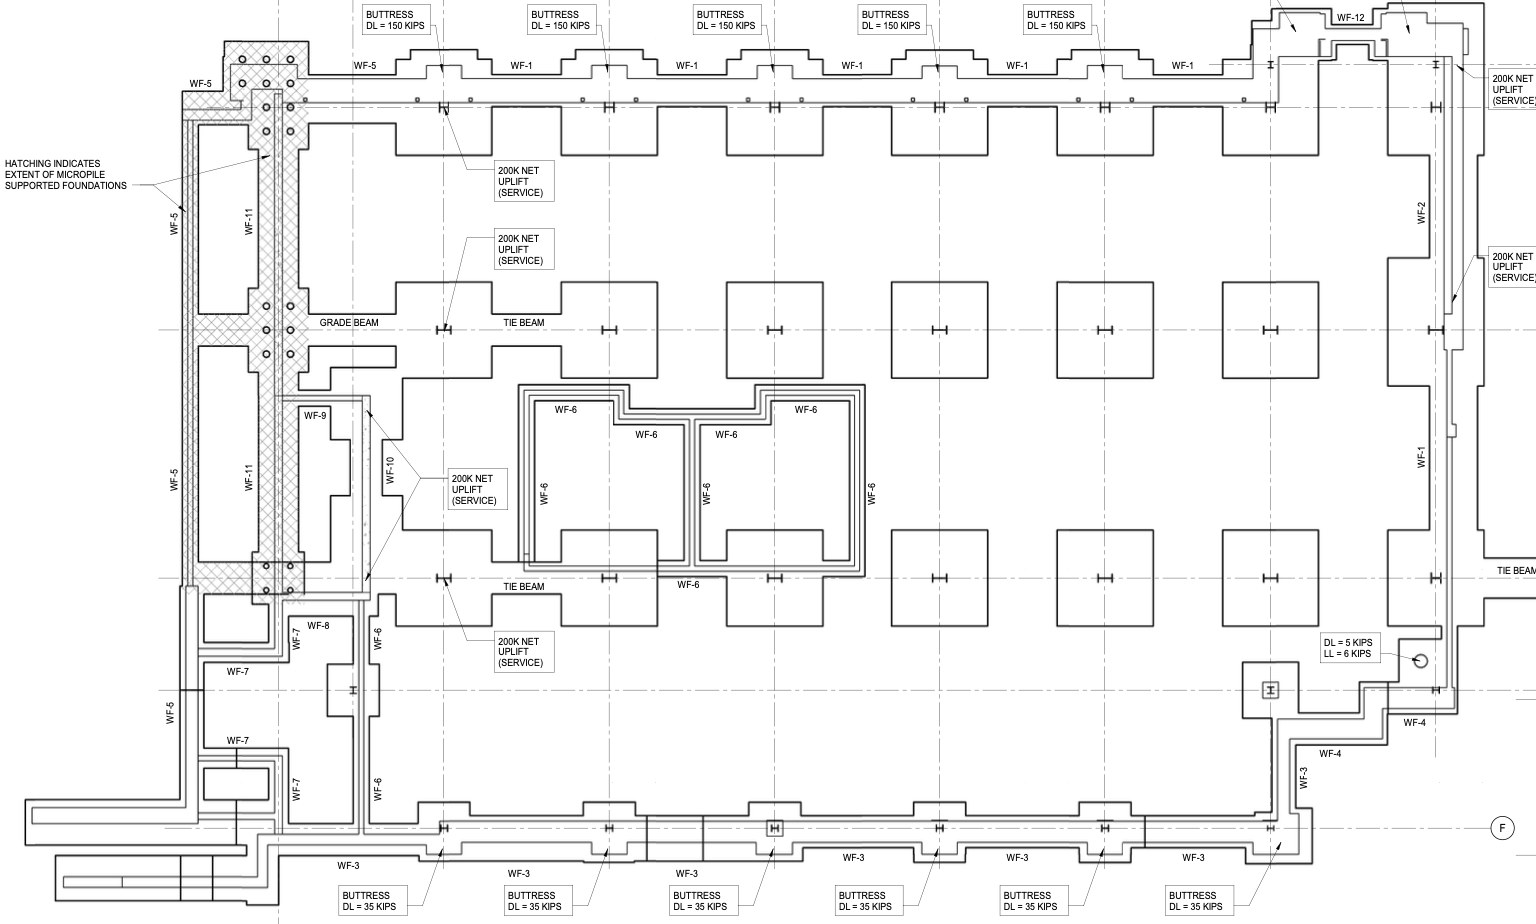 BUTTRESS
DL = 150 KIPS
BUTTRESS
DL = 150 KIPS
BUTTRESS
DL = 150 KIPS
BUTTRESS
DL = 150 KIPS
BUTTRESS
DL = 150 KIPS
WF-12
WF-5
WF-1
WF-1
WF-1
WF-1
WF-1
WF-5
200K NET
UPLIFT
(SERVICE)
HATCHING INDICATES
EXTENT OF MICROPILE
SUPPORTED FOUNDATIONS
200K NET
UPLIFT
(SERVICE)
WF-5
WF-11
WF-2
200K NET
UPLIFT
(SERVICE)
200K NET
UPLIFT
(SERVICE)
GRADE BEAM
TIE BEAM
WF-9
WF-6
WF-6
WF-6
WF-6
WF-5
WF-11
WF-10
200K NET
UPLIFT
(SERVICE)
WF-6
WF-6
WF-6
WF-1
TIE BEAM
WF-6
TIE BEAM
WF-8
WF-7
WF-6
200K NET
UPLIFT
(SERVICE)
DL = 5 KIPS
LL = 6 KIPS
WF-7
WF-5
WF-4
WF-7
WF-4
WF-7
WF-6
WF-3
F
WF-3
WF-3
WF-3
WF-3
WF-3
WF-3
BUTTRESS
DL = 35 KIPS
BUTTRESS
DL = 35 KIPS
BUTTRESS
DL = 35 KIPS
BUTTRESS
DL = 35 KIPS
BUTTRESS
DL = 35 KIPS
BUTTRESS
DL = 35 KIPS